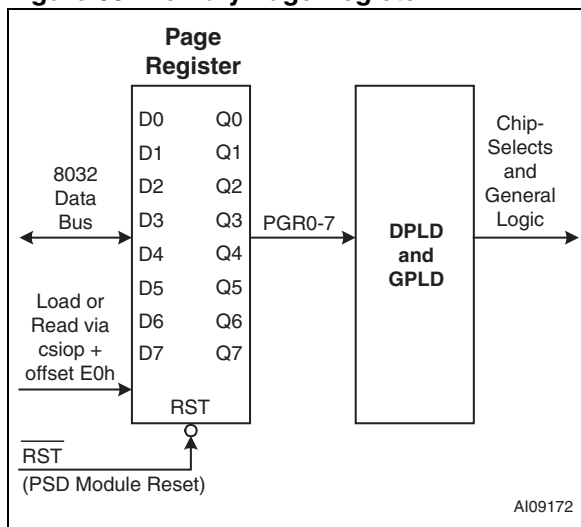 Page
Register
D0 Q0
D1 Q1
D2 Q2
D3 Q3
D4 Q4
D5 Q5
D6 Q6
D7 Q7
RST
8032
Data
Bus
Load or
Read via
csiop +
offset E0h
RST
(PSD Module Reset)
PGR0-7
DPLD
and
GPLD
Chip-
Selects
and
General
Logic
AI09172